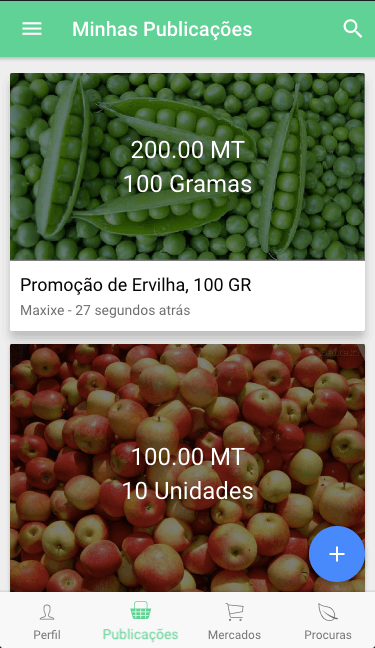 Minhas Publicações
200.00 MT
100 Gramas
Promoção de Ervilha, 100 GR
Maxixe - 27 segundos atrás
100.00 MT
10 Unidades
Perfil
Publicações
Mercados
Procuras